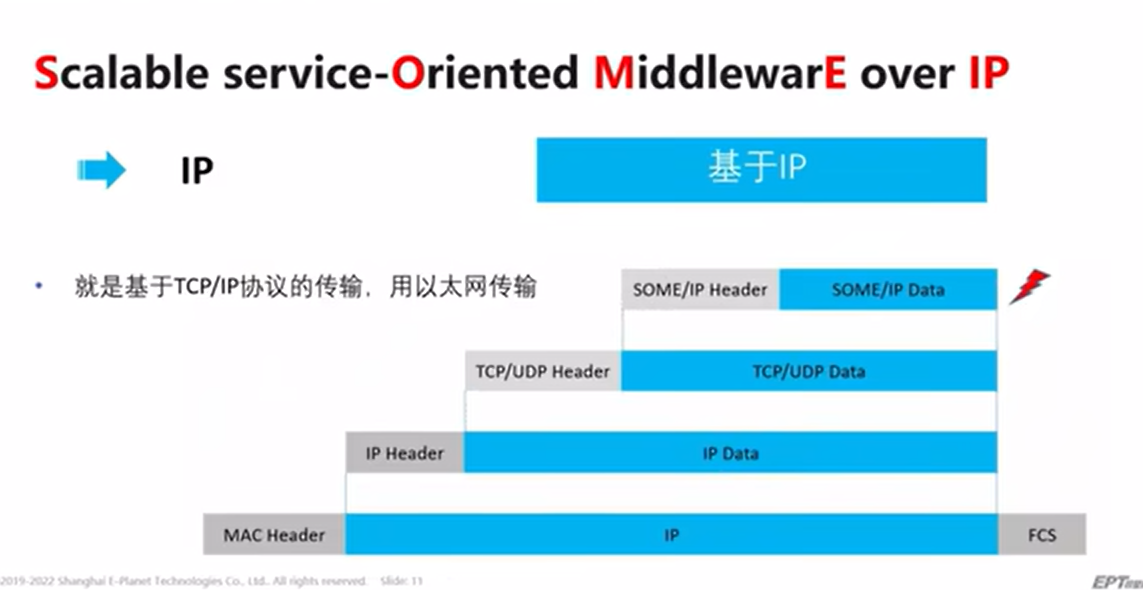 Scalable service-Oriented MiddlewarE over IP
IP
基于IP
• 就是基于TCP/IP协议的传输，用以太网传输
SOME/IP Header
SOME/IP Data
TCP/UDP Header
TCP/UDP Data
IP Header
IP Data
MAC Header
IP
FCS
2019-2022 Shanghai E-Planet Technologies Co., Ltd.. All rights reserved. Slide: 11
EPT